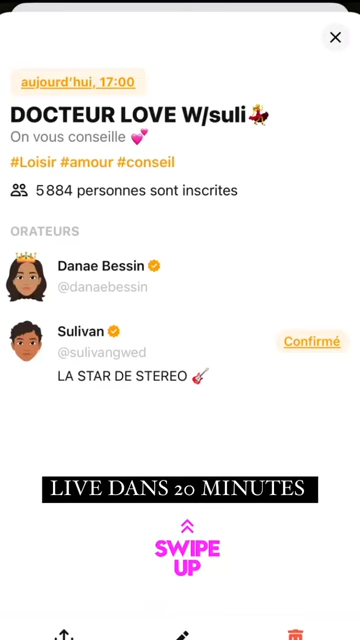 aujourd'hui, 17:00
DOCTEUR LOVE W/suli💃
On vous conseille 💕
#Loisir #amour #conseil
5 884 personnes sont inscrites
ORATEURS
Danae Bessin
@danaebessin
Sulivan
@sulivangwed
Confirmé
LA STAR DE STEREO 🎸
LIVE DANS 20 MINUTES
SWIPE
UP